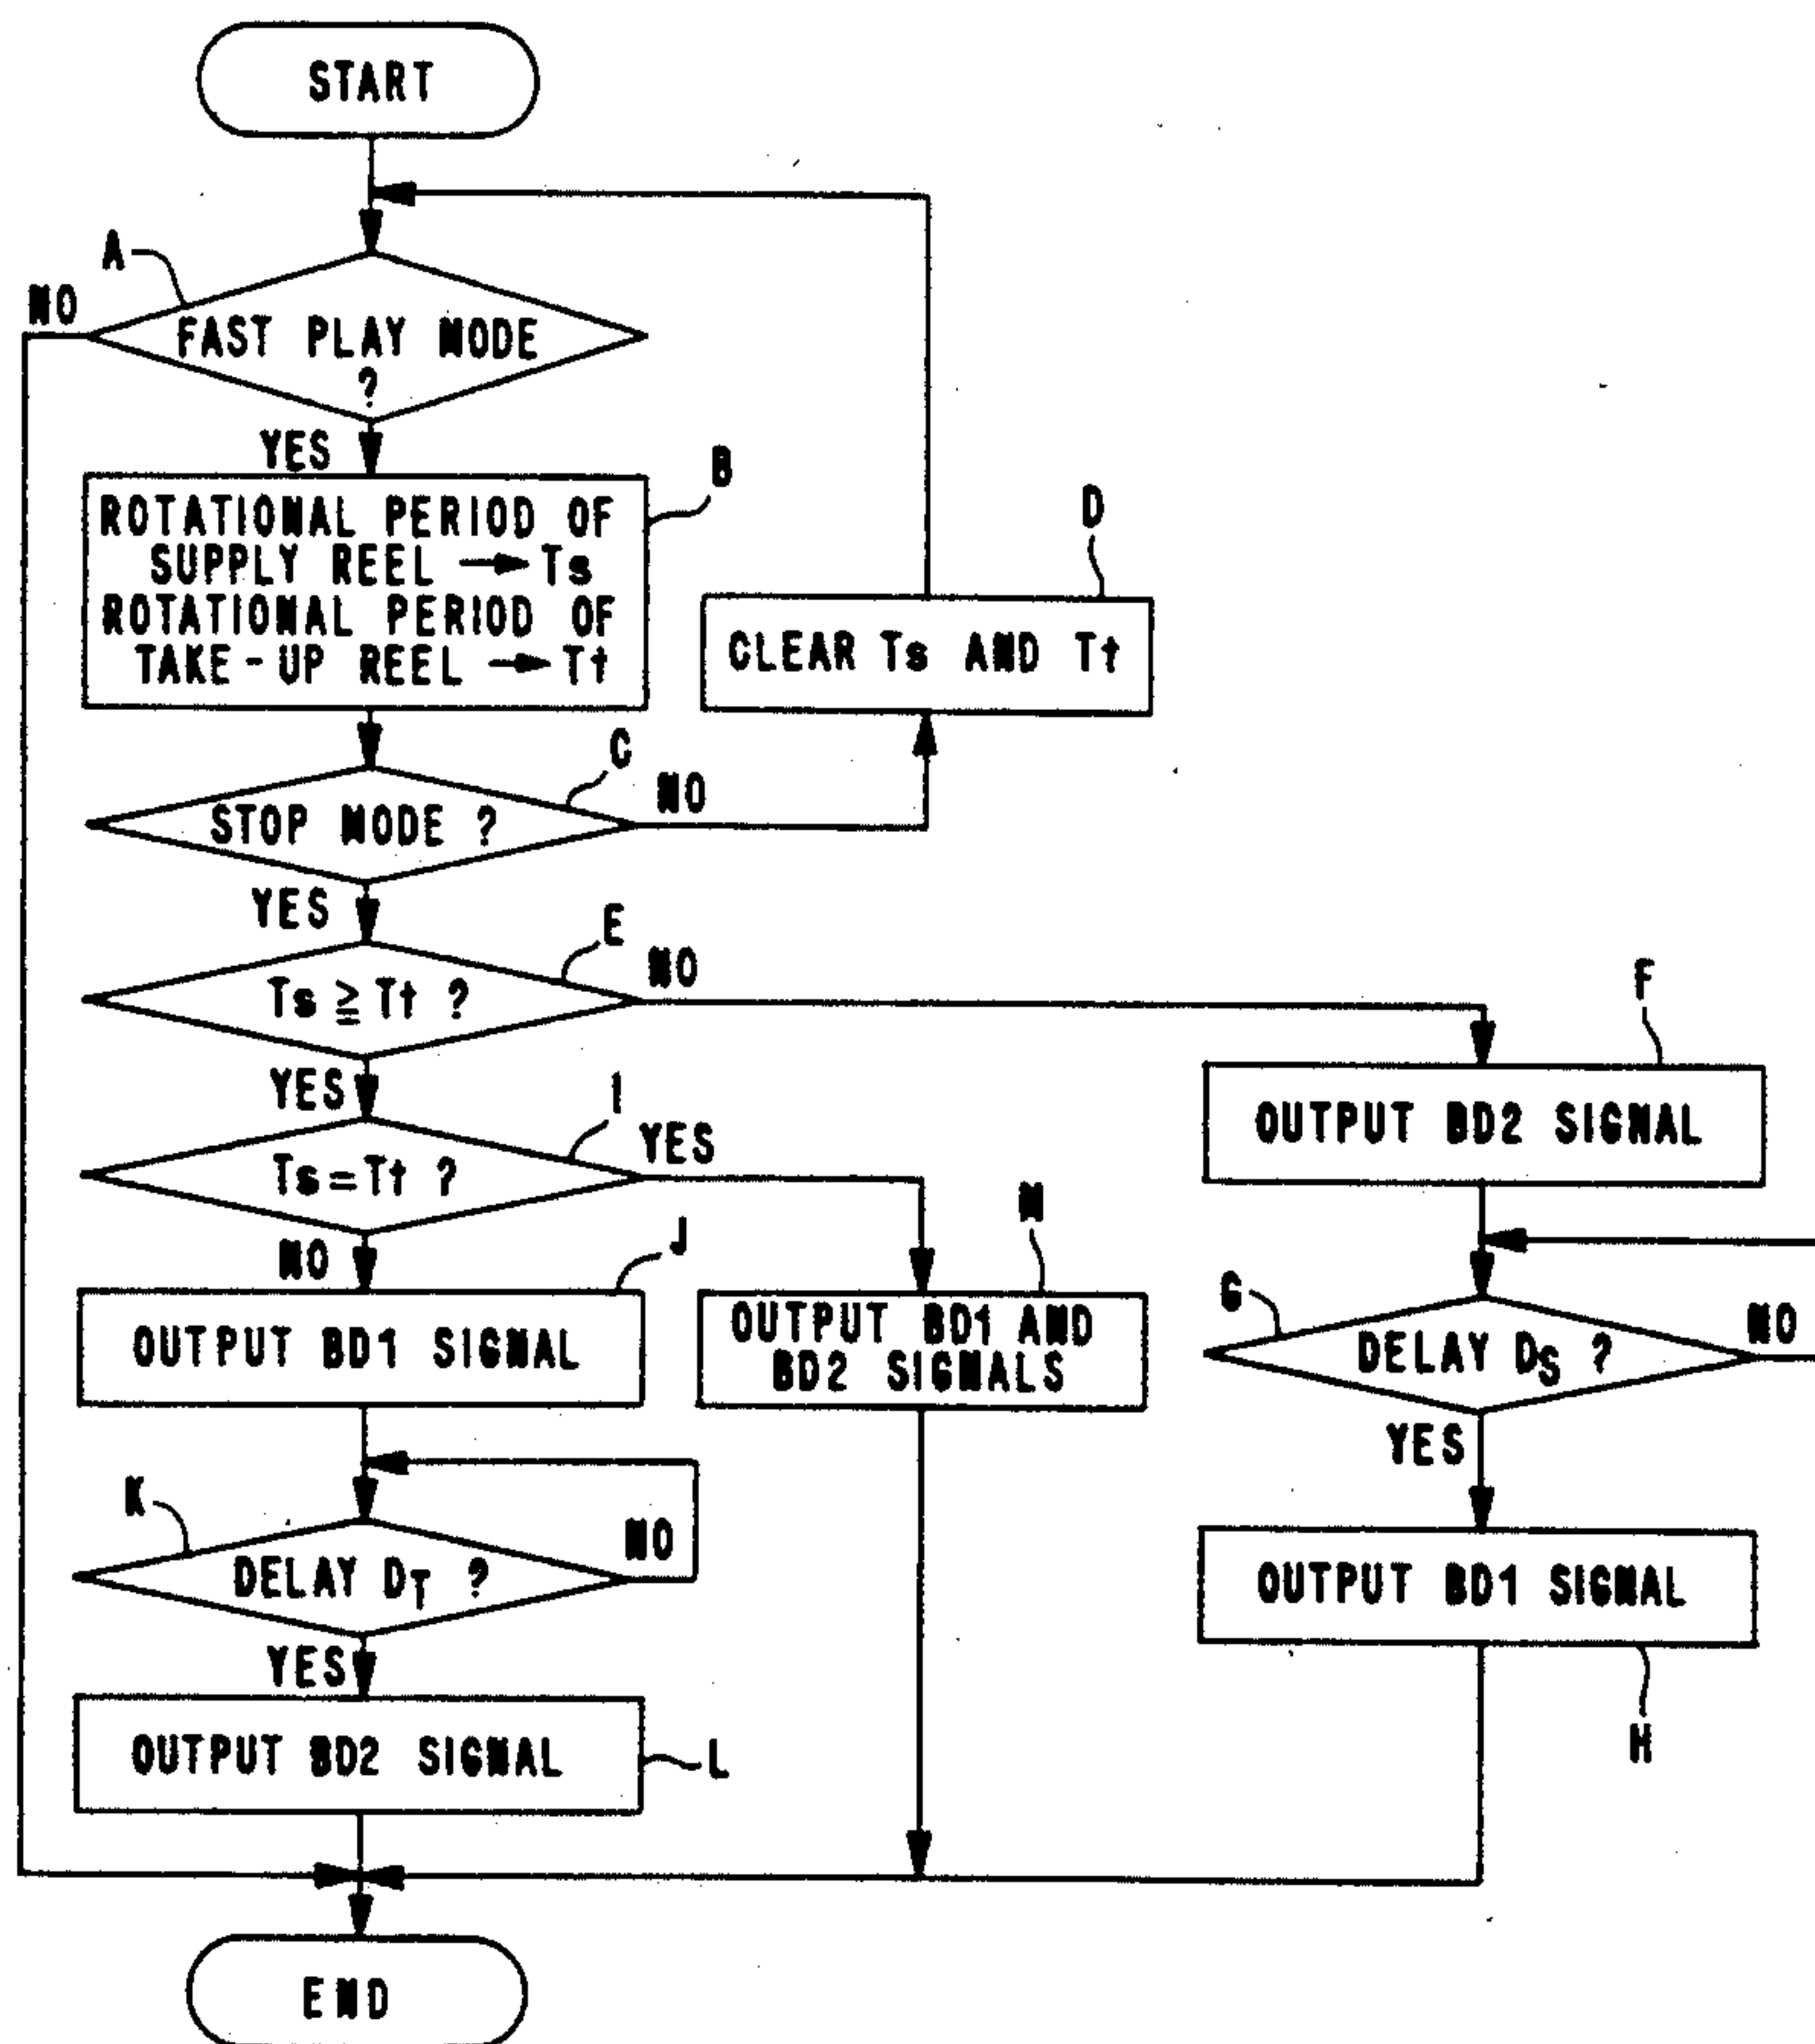 START
A
NO
FAST PLAY MODE
?
YES
B
ROTATIONAL PERIOD OF
SUPPLY REEL → Ts
ROTATIONAL PERIOD OF
TAKE-UP REEL → Tt
D
CLEAR Ts AND Tt
C
STOP MODE ?
NO
YES
E
Ts ≧ Tt ?
NO
F
OUTPUT BD2 SIGNAL
YES
I
Ts = Tt ?
YES
NO
J
OUTPUT BD1 SIGNAL
M
OUTPUT BD1 AND
BD2 SIGNALS
G
DELAY DS ?
NO
YES
K
DELAY DT ?
NO
OUTPUT BD1 SIGNAL
H
YES
OUTPUT BD2 SIGNAL
L
END